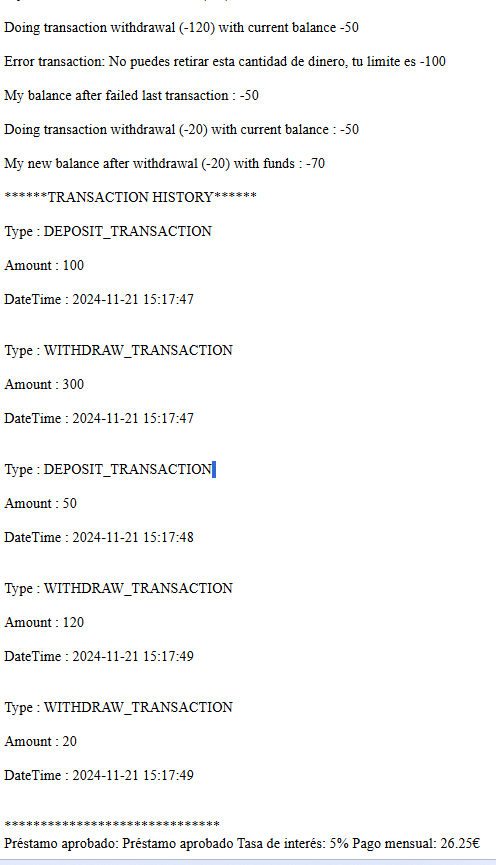 Doing transaction withdrawal (-120) with current balance -50
Error transaction: No puedes retirar esta cantidad de dinero, tu limite es -100
My balance after failed last transaction : -50
Doing transaction withdrawal (-20) with current balance : -50
My new balance after withdrawal (-20) with funds : -70
******TRANSACTION HISTORY******
Type : DEPOSIT_TRANSACTION
Amount : 100
DateTime : 2024-11-21 15:17:47
Type : WITHDRAW_TRANSACTION
Amount : 300
DateTime : 2024-11-21 15:17:47
Type : DEPOSIT_TRANSACTION
Amount : 50
DateTime : 2024-11-21 15:17:48
Type : WITHDRAW_TRANSACTION
Amount : 120
DateTime : 2024-11-21 15:17:49
Type : WITHDRAW_TRANSACTION
Amount : 20
DateTime : 2024-11-21 15:17:49
******************************
Préstamo aprobado: Préstamo aprobado Tasa de interés: 5% Pago mensual: 26.25€